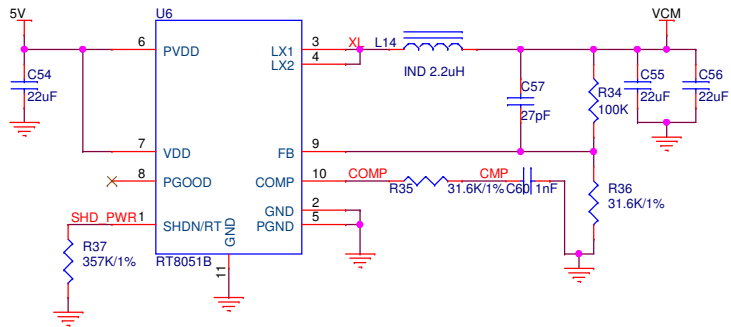 5V
U6
VCM
6
PVDD
LX1
3
XL
L14
LX2
4
IND 2.2uH
C54
22uF
C57
27pF
R34
100K
C55
22uF
C56
22uF
7
VDD
FB
9
8
PGOOD
COMP
10
COMP
R35
31.6K/1%
CMP
C60
1nF
R36
31.6K/1%
GND
2
PGND
5
SHD_PWR
1
SHDN/RT
GND
R37
357K/1%
RT8051B
11